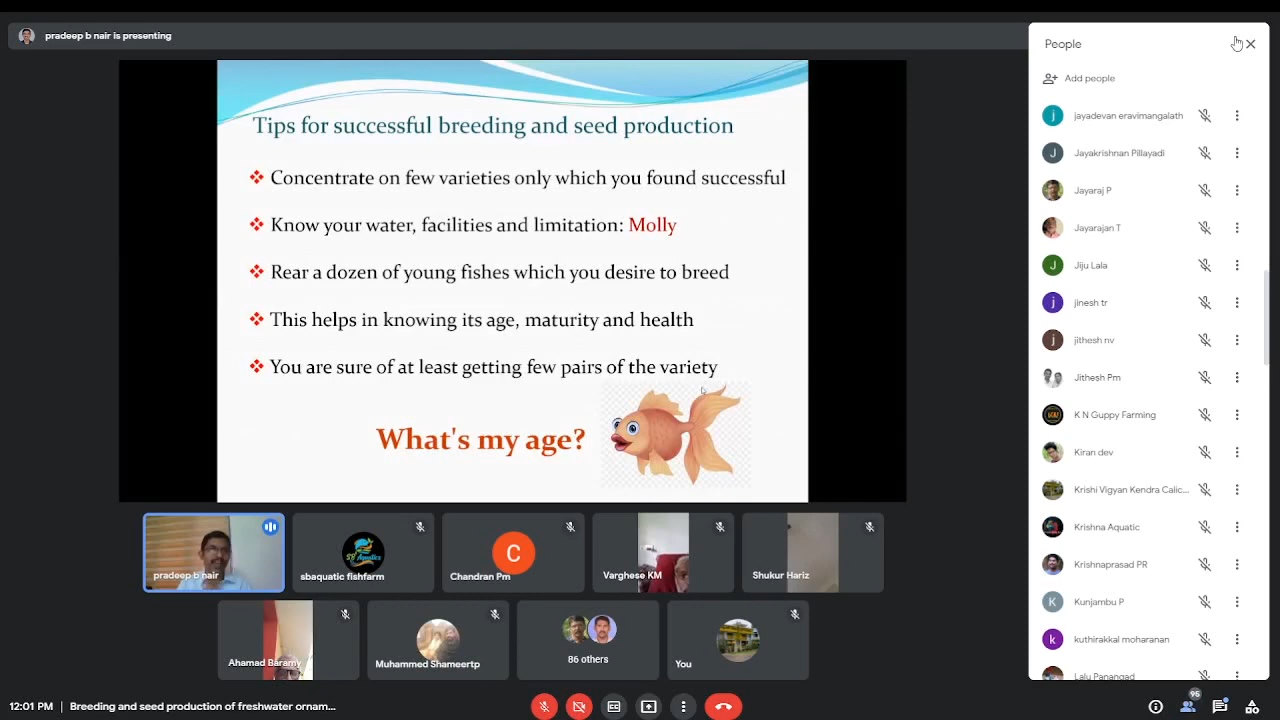 pradeep b nair is presenting
Tips for successful breeding and seed production
Concentrate on few varieties only which you found successful
Know your water, facilities and limitation: Molly
Rear a dozen of young fishes which you desire to breed
This helps in knowing its age, maturity and health
You are sure of at least getting few pairs of the variety
What's my age?
pradeep b nair
sbaquatic fishfarm
C
Chandran Pm
Varghese KM
Shukur Hariz
Ahamad Baramy
Muhammed Shameertp
86 others
You
People
Add people
j jayadevan eravimangalath
J Jayakrishnan Pillayadi
Jayaraj P
Jayarajan T
J Jiju Lala
j jinesh tr
j jithesh nv
Jithesh Pm
K N Guppy Farming
Kiran dev
Krishi Vigyan Kendra Calic...
Krishna Aquatic
Krishnaprasad PR
K Kunjambu P
k kuthirakkal moharanan
Lalu Panangad
12:01 PM | Breeding and seed production of freshwater ornam...
95